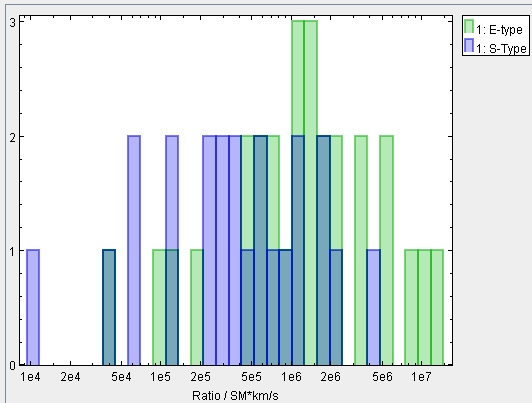 3
1: E-type
1: S-Type
2
1
0
1e4 2e4 5e4 1e5 2e5 5e5 1e6 2e6 5e6 1e7
Ratio / SM*km/s